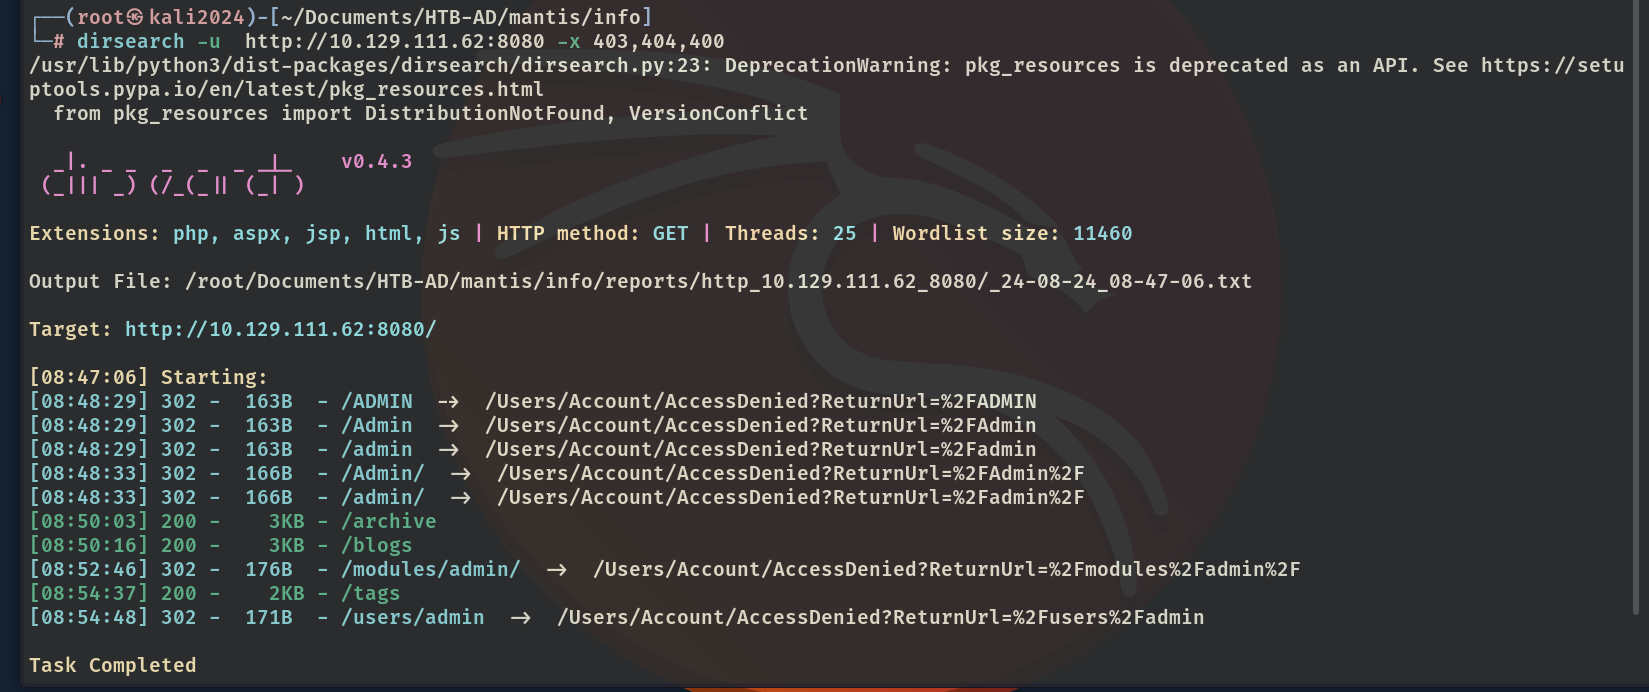 ┌──(root㉿kali2024)-[~/Documents/HTB-AD/mantis/info]
└─# dirsearch -u  http://10.129.111.62:8080 -x 403,404,400
/usr/lib/python3/dist-packages/dirsearch/dirsearch.py:23: DeprecationWarning: pkg_resources is deprecated as an API. See https://setu
ptools.pypa.io/en/latest/pkg_resources.html
  from pkg_resources import DistributionNotFound, VersionConflict

  _|. _ _  _  _  _ _|_    v0.4.3
 (_||| _) (/_(_|| (_| )

Extensions: php, aspx, jsp, html, js | HTTP method: GET | Threads: 25 | Wordlist size: 11460

Output File: /root/Documents/HTB-AD/mantis/info/reports/http_10.129.111.62_8080/_24-08-24_08-47-06.txt

Target: http://10.129.111.62:8080/

[08:47:06] Starting:
[08:48:29] 302 -  163B  - /ADMIN  ->  /Users/Account/AccessDenied?ReturnUrl=%2FADMIN
[08:48:29] 302 -  163B  - /Admin  ->  /Users/Account/AccessDenied?ReturnUrl=%2FAdmin
[08:48:29] 302 -  163B  - /admin  ->  /Users/Account/AccessDenied?ReturnUrl=%2Fadmin
[08:48:33] 302 -  166B  - /Admin/  ->  /Users/Account/AccessDenied?ReturnUrl=%2FAdmin%2F
[08:48:33] 302 -  166B  - /admin/  ->  /Users/Account/AccessDenied?ReturnUrl=%2Fadmin%2F
[08:50:03] 200 -    3KB - /archive
[08:50:16] 200 -    3KB - /blogs
[08:52:46] 302 -  176B  - /modules/admin/  ->  /Users/Account/AccessDenied?ReturnUrl=%2Fmodules%2Fadmin%2F
[08:54:37] 200 -    2KB - /tags
[08:54:48] 302 -  171B  - /users/admin  ->  /Users/Account/AccessDenied?ReturnUrl=%2Fusers%2Fadmin

Task Completed